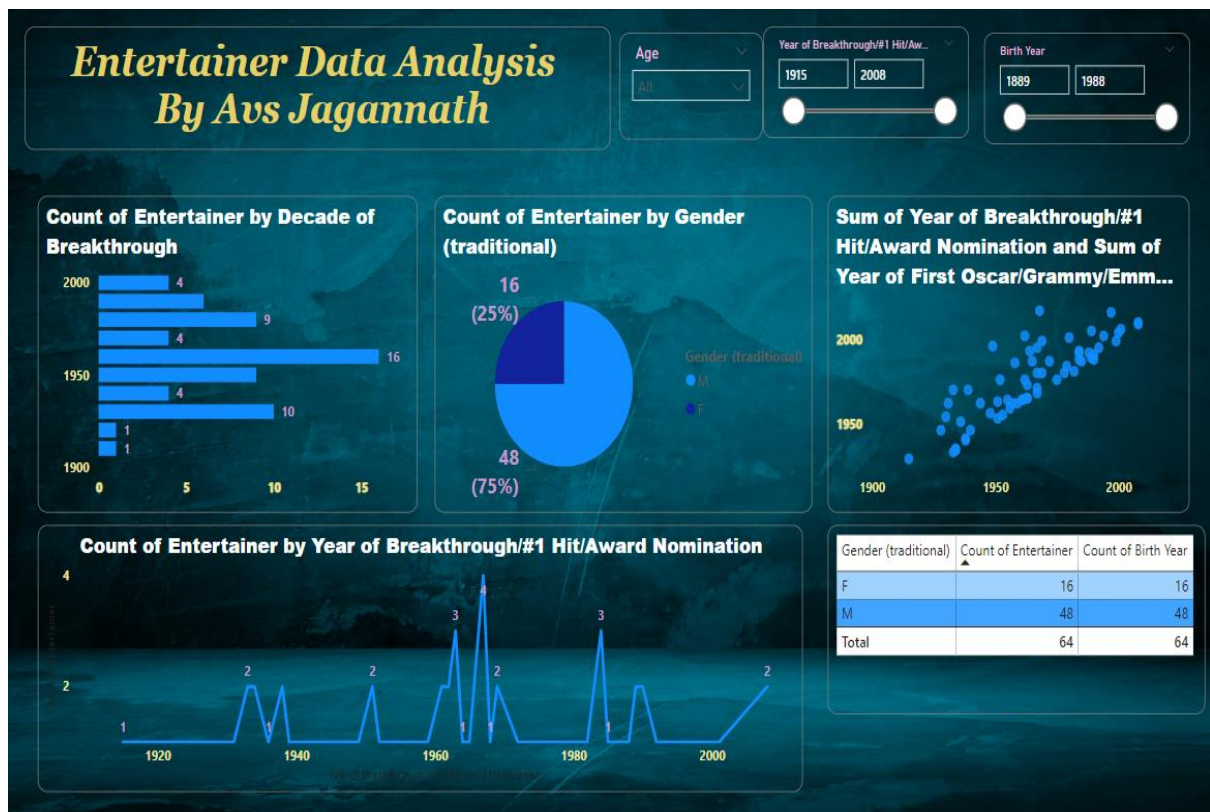 Entertainer Data Analysis
By Avs Jagannath
Age
All
Year of Breakthrough/#1 Hit/Aw...
1915 2008
Birth Year
1889 1988
Count of Entertainer by Decade of
Breakthrough
2000
1950
1900
4
9
4
16
4
10
1
1
0 5 10 15
Count of Entertainer by Gender
(traditional)
16
(25%)
48
(75%)
Gender (traditional)
M
F
Sum of Year of Breakthrough/#1
Hit/Award Nomination and Sum of
Year of First Oscar/Grammy/Emm...
2000
1950
1900 1950 2000
Count of Entertainer by Year of Breakthrough/#1 Hit/Award Nomination
4
2
1
2
1
2
3
1
4
1
2
3
1
2
1920 1940 1960 1980 2000
Gender (traditional) Count of Entertainer Count of Birth Year
F 16 16
M 48 48
Total 64 64